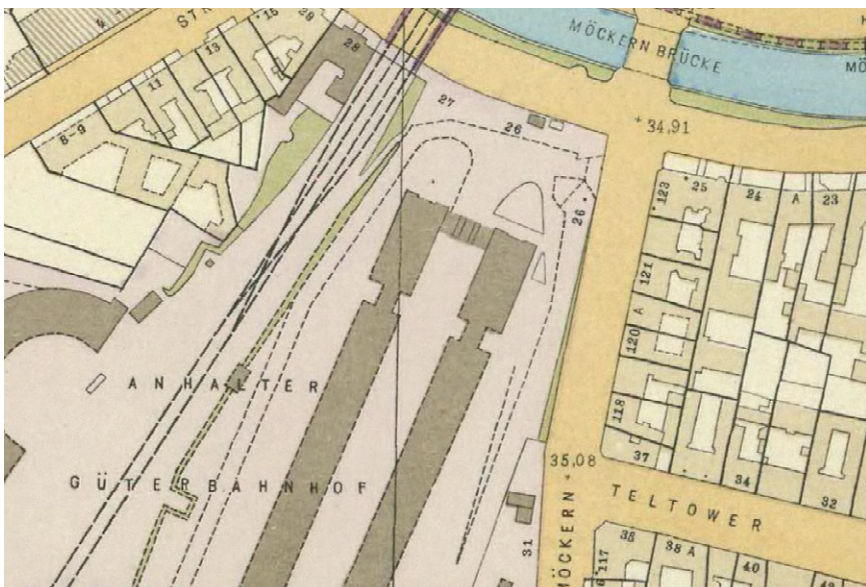 4
STR
28
29
15
13
11
8-9
MÖCKERN BRÜCKE
MÖ
27
26
34,91
26
123
25
24
A
23
121
A
120
118
37
34
32
ANHALTER
GÜTERBAHNHOF
35,08
TELTOWER
MÖCKERN
31
117
38
38 A
40